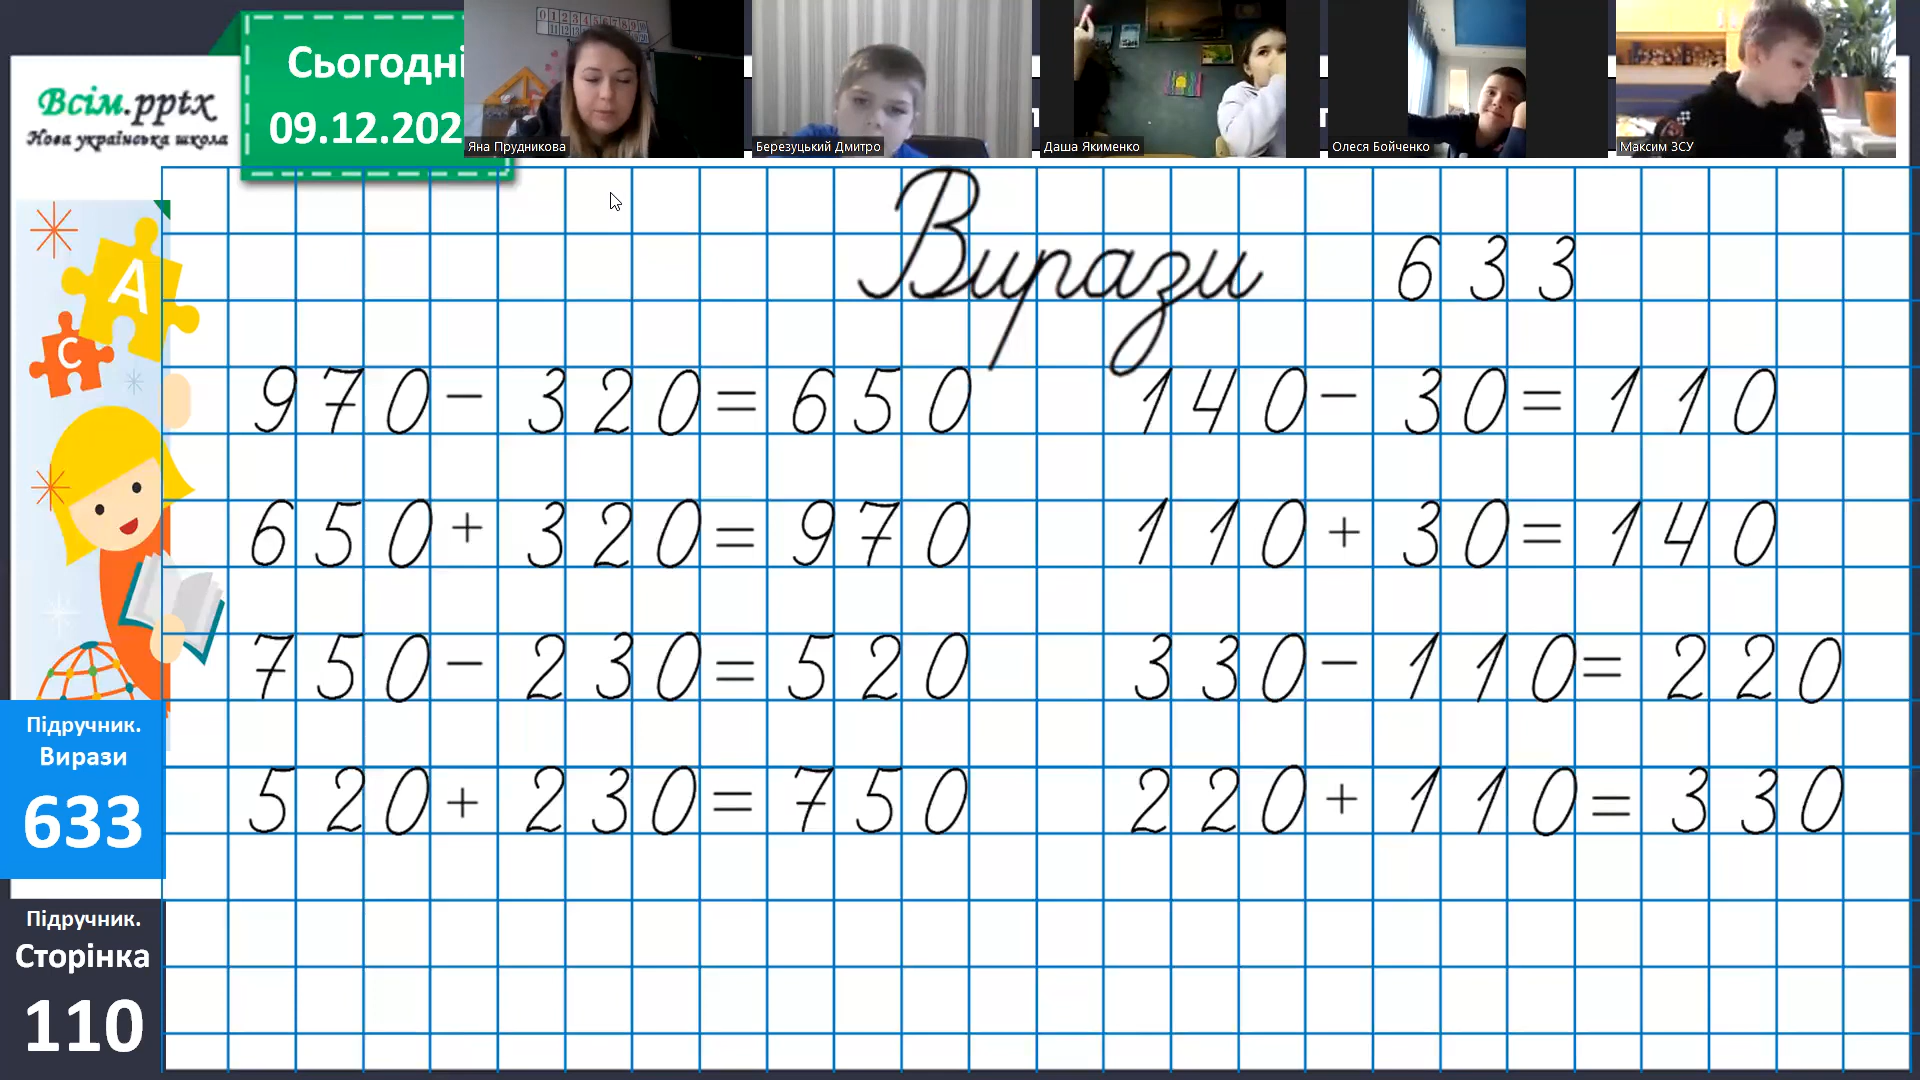 Всім.pptx
Нова українська школа
Сьогодні
09.12.202
Яна Прудникова
Березуцький Дмитро
Даша Якименко
Олеся Бойченко
Максим ЗСУ
А
С
Вирази 633
970 - 320 = 650
140 - 30 = 110
650 + 320 = 970
110 + 30 = 140
750 - 230 = 520
330 - 110 = 220
520 + 230 = 750
220 + 110 = 330
Підручник.
Вирази
633
Підручник.
Сторінка
110